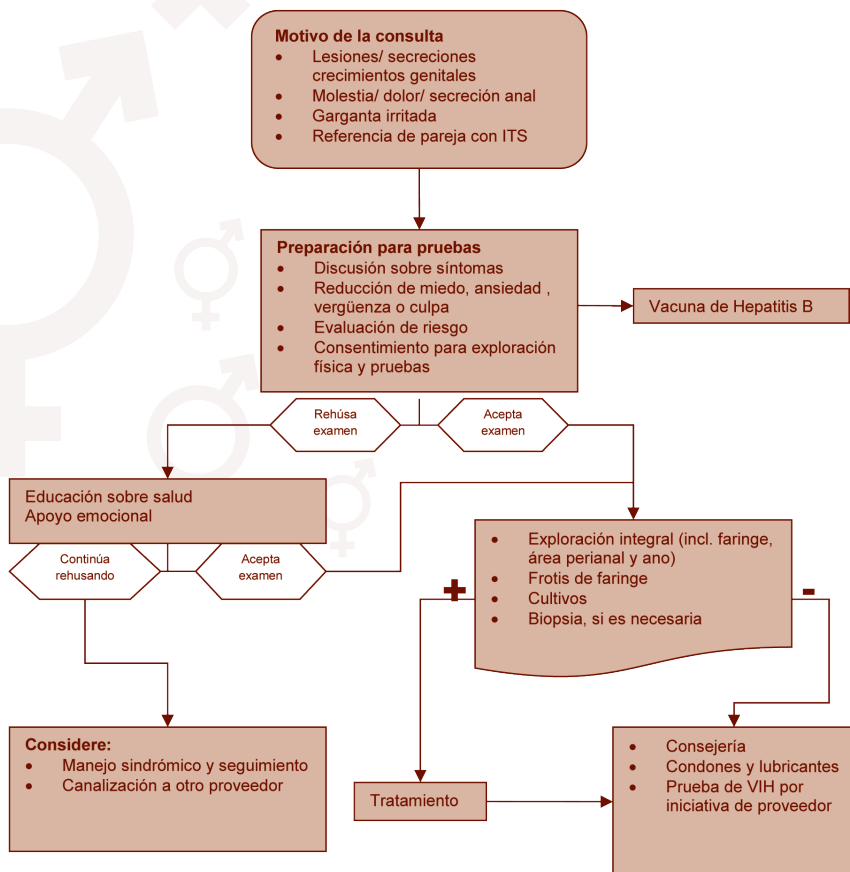 Motivo de la consulta
• Lesiones/ secreciones
crecimientos genitales
• Molestia/ dolor/ secreción anal
• Garganta irritada
• Referencia de pareja con ITS
Preparación para pruebas
• Discusión sobre síntomas
• Reducción de miedo, ansiedad ,
vergüenza o culpa
• Evaluación de riesgo
• Consentimiento para exploración
física y pruebas
Vacuna de Hepatitis B
Rehúsa
examen
Acepta
examen
Educación sobre salud
Apoyo emocional
Continúa
rehusando
Acepta
examen
• Exploración integral (incl. faringe,
área perianal y ano)
• Frotis de faringe
• Cultivos
• Biopsia, si es necesaria
+
-
Considere:
• Manejo sindrómico y seguimiento
• Canalización a otro proveedor
Tratamiento
• Consejería
• Condones y lubricantes
• Prueba de VIH por
iniciativa de proveedor